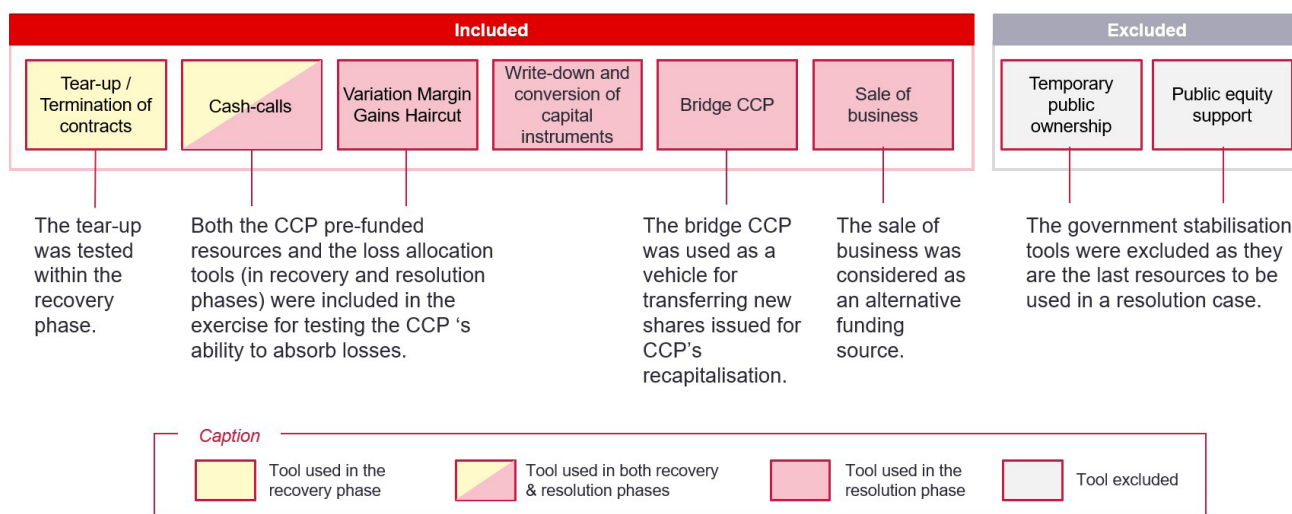 Included
Excluded
Tear-up /
Termination of
contracts
Cash-calls
Variation Margin
Gains Haircut
Write-down and
conversion of
capital
instruments
Bridge CCP
Sale of
business
Temporary
public
ownership
Public equity
support
The tear-up
was tested
within the
recovery
phase.
Both the CCP pre-funded
resources and the loss allocation
tools (in recovery and resolution
phases) were included in the
exercise for testing the CCP ‘s
ability to absorb losses.
The bridge CCP
was used as a
vehicle for
transferring new
shares issued for
CCP’s
recapitalisation.
The sale of
business was
considered as
an alternative
funding
source.
The government stabilisation
tools were excluded as they
are the last resources to be
used in a resolution case.
Caption
Tool used in the
recovery phase
Tool used in both recovery
& resolution phases
Tool used in the
resolution phase
Tool excluded